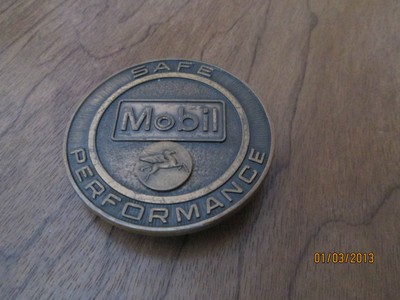 SAFE
Mobil
PERFORMANCE
01/03/2013